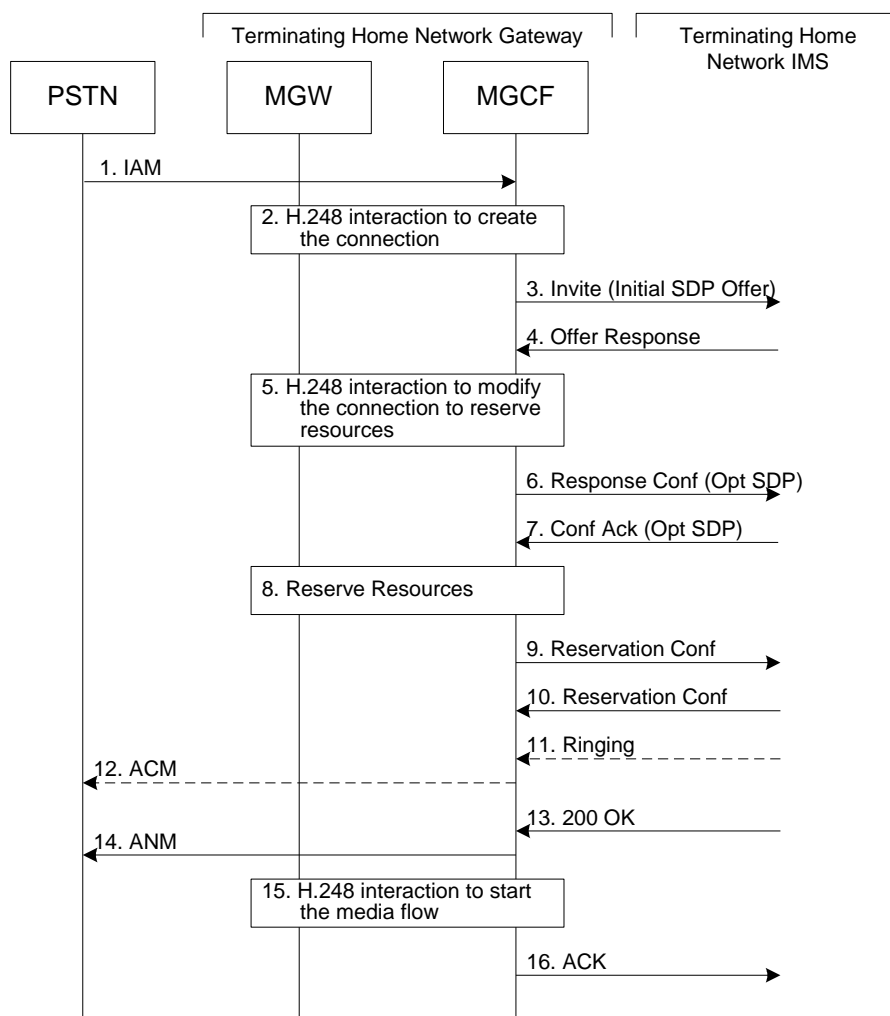 Terminating Home Network Gateway
Terminating Home
Network IMS
PSTN
MGW
MGCF
1. IAM
2. H.248 interaction to create
the connection
3. Invite (Initial SDP Offer)
4. Offer Response
5. H.248 interaction to modify
the connection to reserve
resources
6. Response Conf (Opt SDP)
7. Conf Ack (Opt SDP)
8. Reserve Resources
9. Reservation Conf
10. Reservation Conf
11. Ringing
12. ACM
13. 200 OK
14. ANM
15. H.248 interaction to start
the media flow
16. ACK